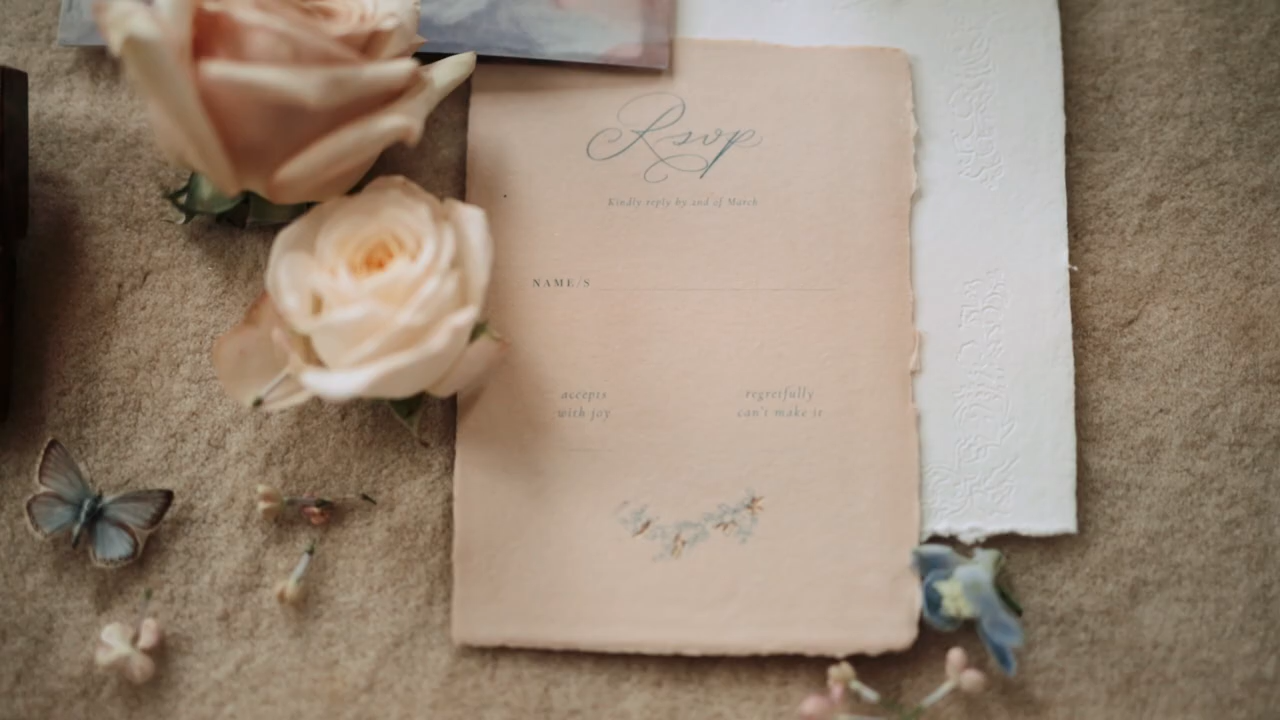 Rsvp
Kindly reply by end of March
NAME/S
accepts regretfully
with joy can't make it